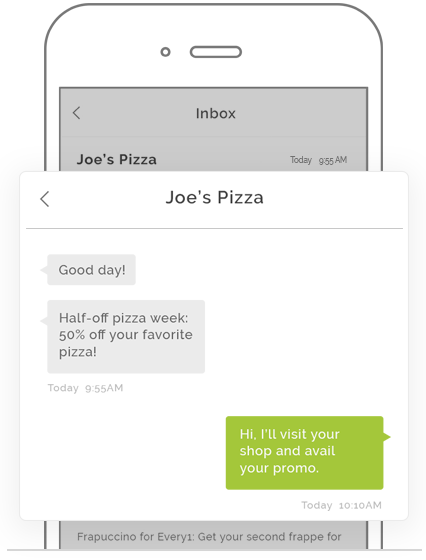 Inbox
Joe's Pizza
Today 9:55 AM
Joe's Pizza
Good day!
Half-off pizza week:
50% off your favorite
pizza!
Today 9:55AM
Hi, I'll visit your
shop and avail
your promo.
Today 10:10AM
Frapuccino for Every1: Get your second frappe for